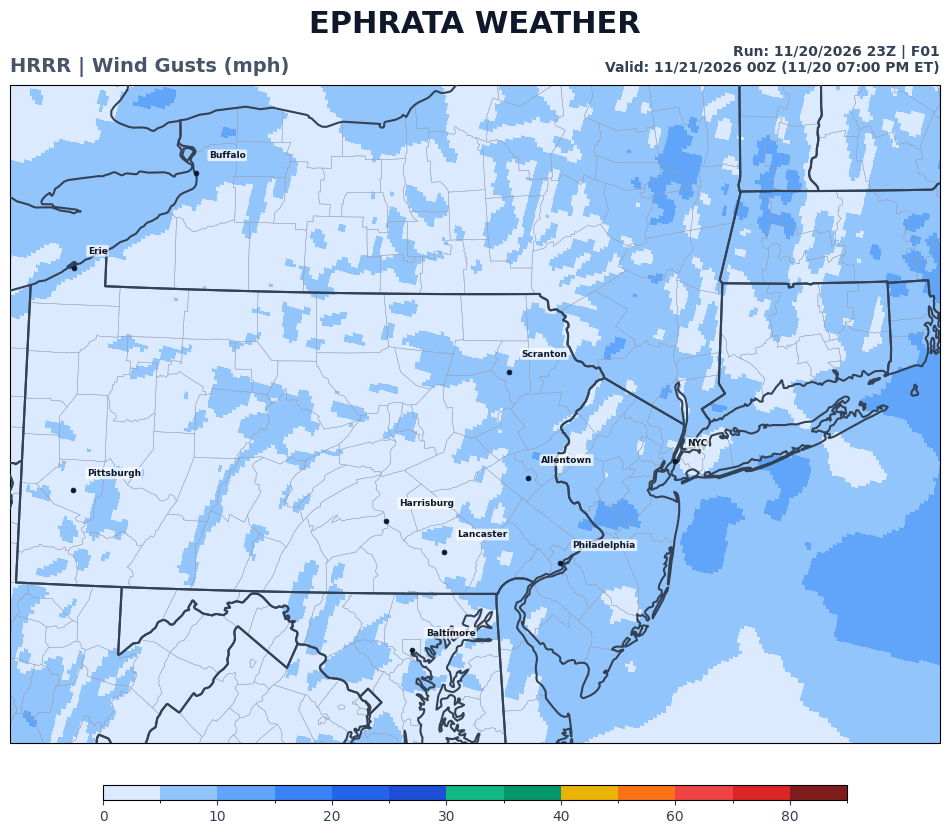 EPHRATA WEATHER
HRRR | Wind Gusts (mph)
Run: 11/20/2026 23Z | F01
Valid: 11/21/2026 00Z (11/20 07:00 PM ET)
Buffalo
Erie
Scranton
NYC
Allentown
Pittsburgh
Harrisburg
Lancaster
Philadelphia
Baltimore
0 10 20 30 40 60 80